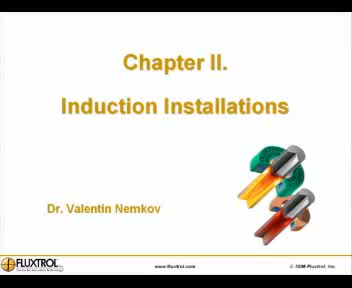 Chapter II.
Induction Installations
Dr. Valentin Nemkov
FLUXTROL
www.fluxtrol.com
© 2006 Fluxtrol, Inc.